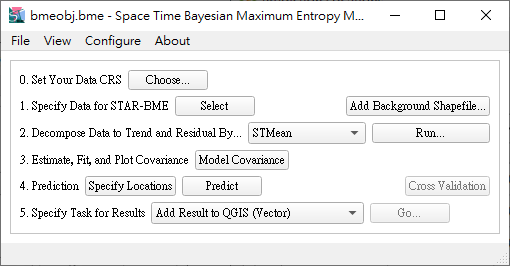 bmeobj.bme - Space Time Bayesian Maximum Entropy M...
File View Configure About
0. Set Your Data CRS Choose...
1. Specify Data for STAR-BME Select Add Background Shapefile...
2. Decompose Data to Trend and Residual By... STMean Run...
3. Estimate, Fit, and Plot Covariance Model Covariance
4. Prediction Specify Locations Predict Cross Validation
5. Specify Task for Results Add Result to QGIS (Vector) Go...